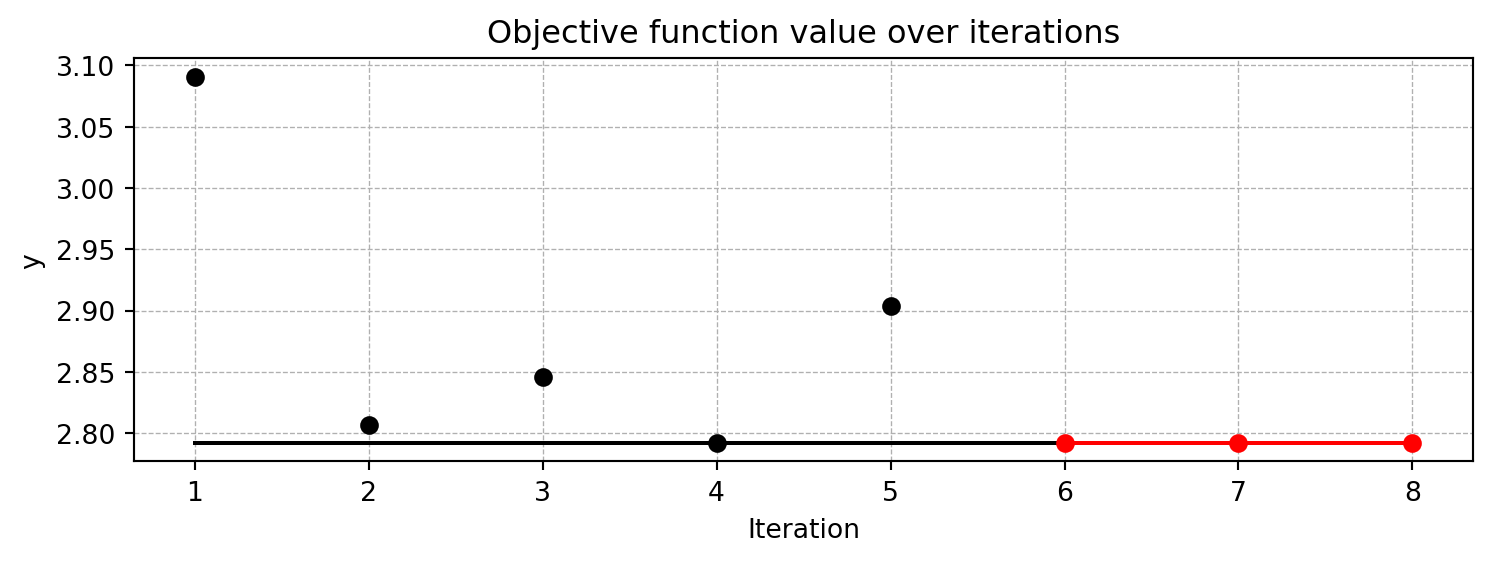 Objective function value over iterations
3.10
3.05
3.00
2.95
2.90
2.85
2.80
y
1 2 3 4 5 6 7 8
Iteration